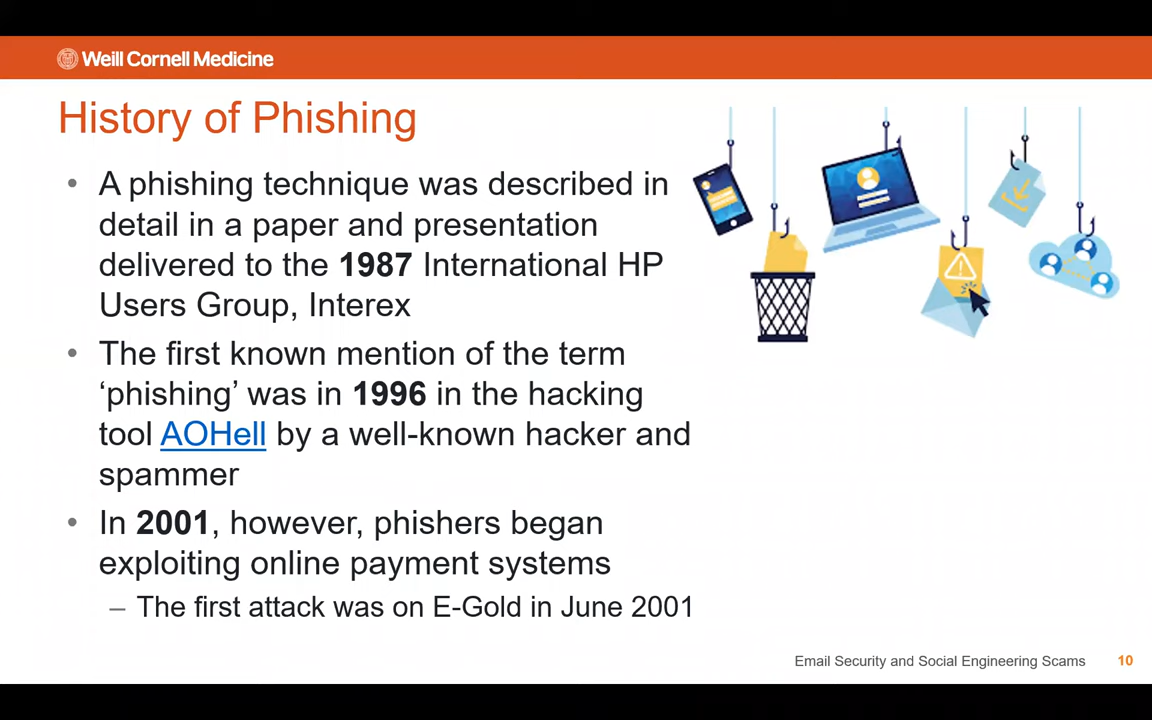 Weill Cornell Medicine
History of Phishing
• A phishing technique was described in
detail in a paper and presentation
delivered to the 1987 International HP
Users Group, Interex
• The first known mention of the term
‘phishing’ was in 1996 in the hacking
tool AOHell by a well-known hacker and
spammer
• In 2001, however, phishers began
exploiting online payment systems
– The first attack was on E-Gold in June 2001
Email Security and Social Engineering Scams 10